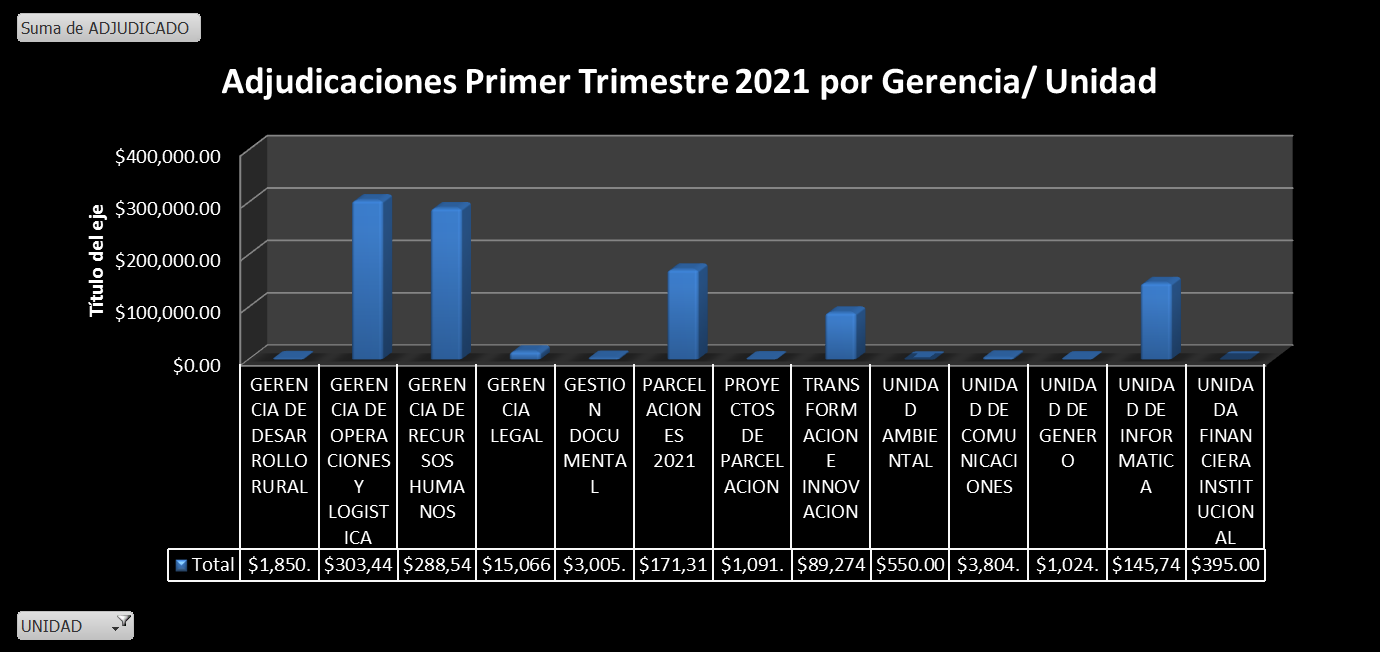 Suma de ADJUDICADO
Adjudicaciones Primer Trimestre 2021 por Gerencia/ Unidad
Título del eje
$400,000.00
$300,000.00
$200,000.00
$100,000.00
$0.00
GEREN
CIA DE
DESAR
ROLLO
RURAL
GEREN
CIA DE
OPERA
CIONES
Y
LOGIST
ICA
GEREN
CIA DE
RECUR
SOS
HUMA
NOS
GEREN
CIA
LEGAL
GESTIO
N
DOCU
MENTA
L
PARCEL
ACION
ES
2021
PROYE
CTOS
DE
PARCEL
ACION
TRANS
FORM
ACION
E
INNOV
ACION
UNIDA
D
AMBIE
NTAL
UNIDA
D DE
COMU
NICACI
ONES
UNIDA
D DE
GENER
O
UNIDA
D DE
INFOR
MATIC
A
UNIDA
DA
FINAN
CIERA
INSTIT
UCION
AL
Total $1,850. $303,44 $288,54 $15,066 $3,005. $171,31 $1,091. $89,274 $550.00 $3,804. $1,024. $145,74 $395.00
UNIDAD